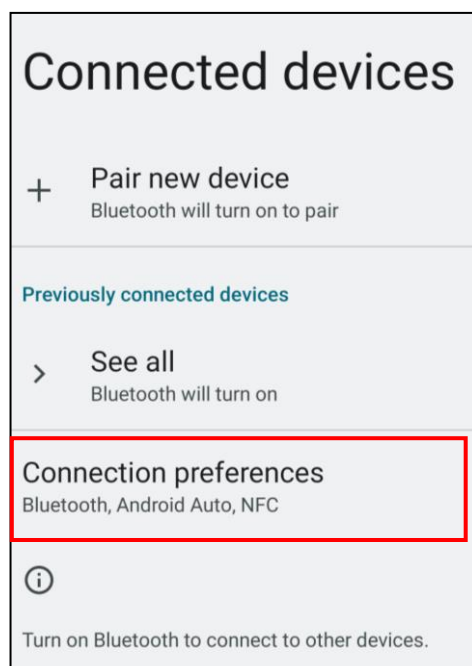 Connected devices
Pair new device
Bluetooth will turn on to pair
Previously connected devices
See all
Bluetooth will turn on
Connection preferences
Bluetooth, Android Auto, NFC
Turn on Bluetooth to connect to other devices.